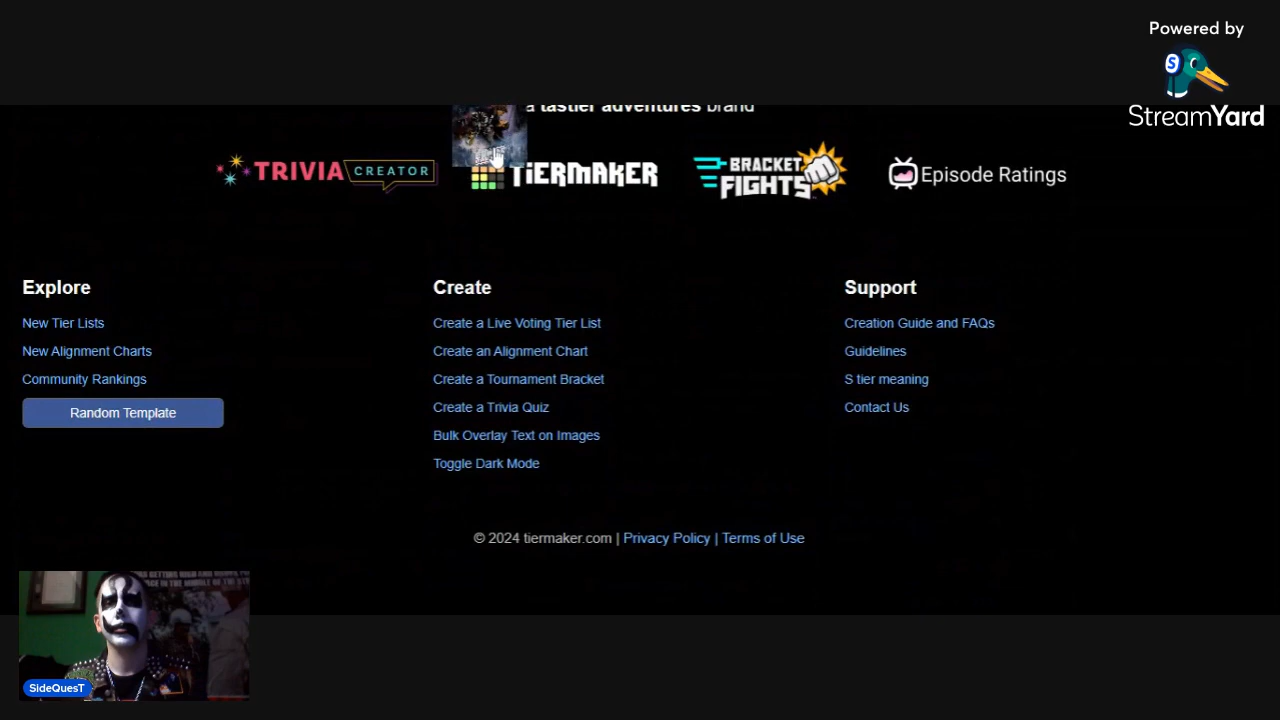 Powered by
StreamYard
a tastier adventures brand
TRIVIA CREATOR
TiERMAKER
BRACKET
FIGHTS
Episode Ratings
Explore
New Tier Lists
New Alignment Charts
Community Rankings
Random Template
Create
Create a Live Voting Tier List
Create an Alignment Chart
Create a Tournament Bracket
Create a Trivia Quiz
Bulk Overlay Text on Images
Toggle Dark Mode
Support
Creation Guide and FAQs
Guidelines
S tier meaning
Contact Us
© 2024 tiermaker.com | Privacy Policy | Terms of Use
SideQuesT